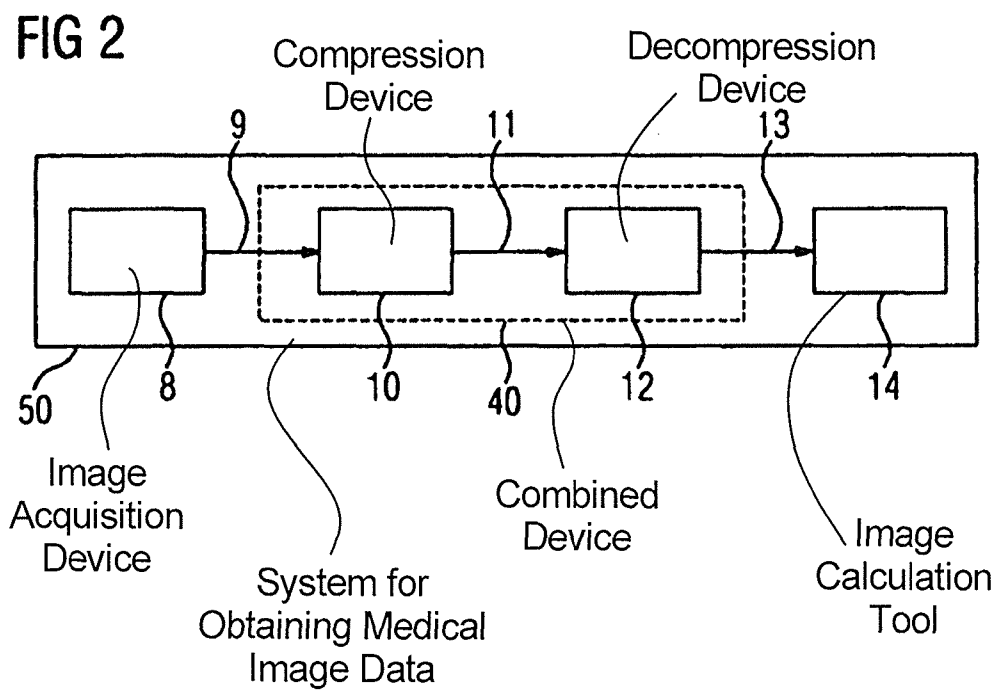 FIG 2
Compression
Device
Decompression
Device
9
11
13
50
8
10
40
12
14
Image
Acquisition
Device
System for
Obtaining Medical
Image Data
Combined
Device
Image
Calculation
Tool